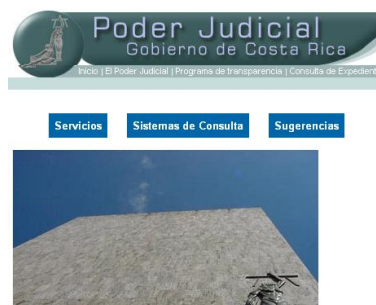 Poder Judicial
Gobierno de Costa Rica
Inicio | El Poder Judicial | Programa de transparencia | Consulta de Expedient
Servicios Sistemas de Consulta Sugerencias